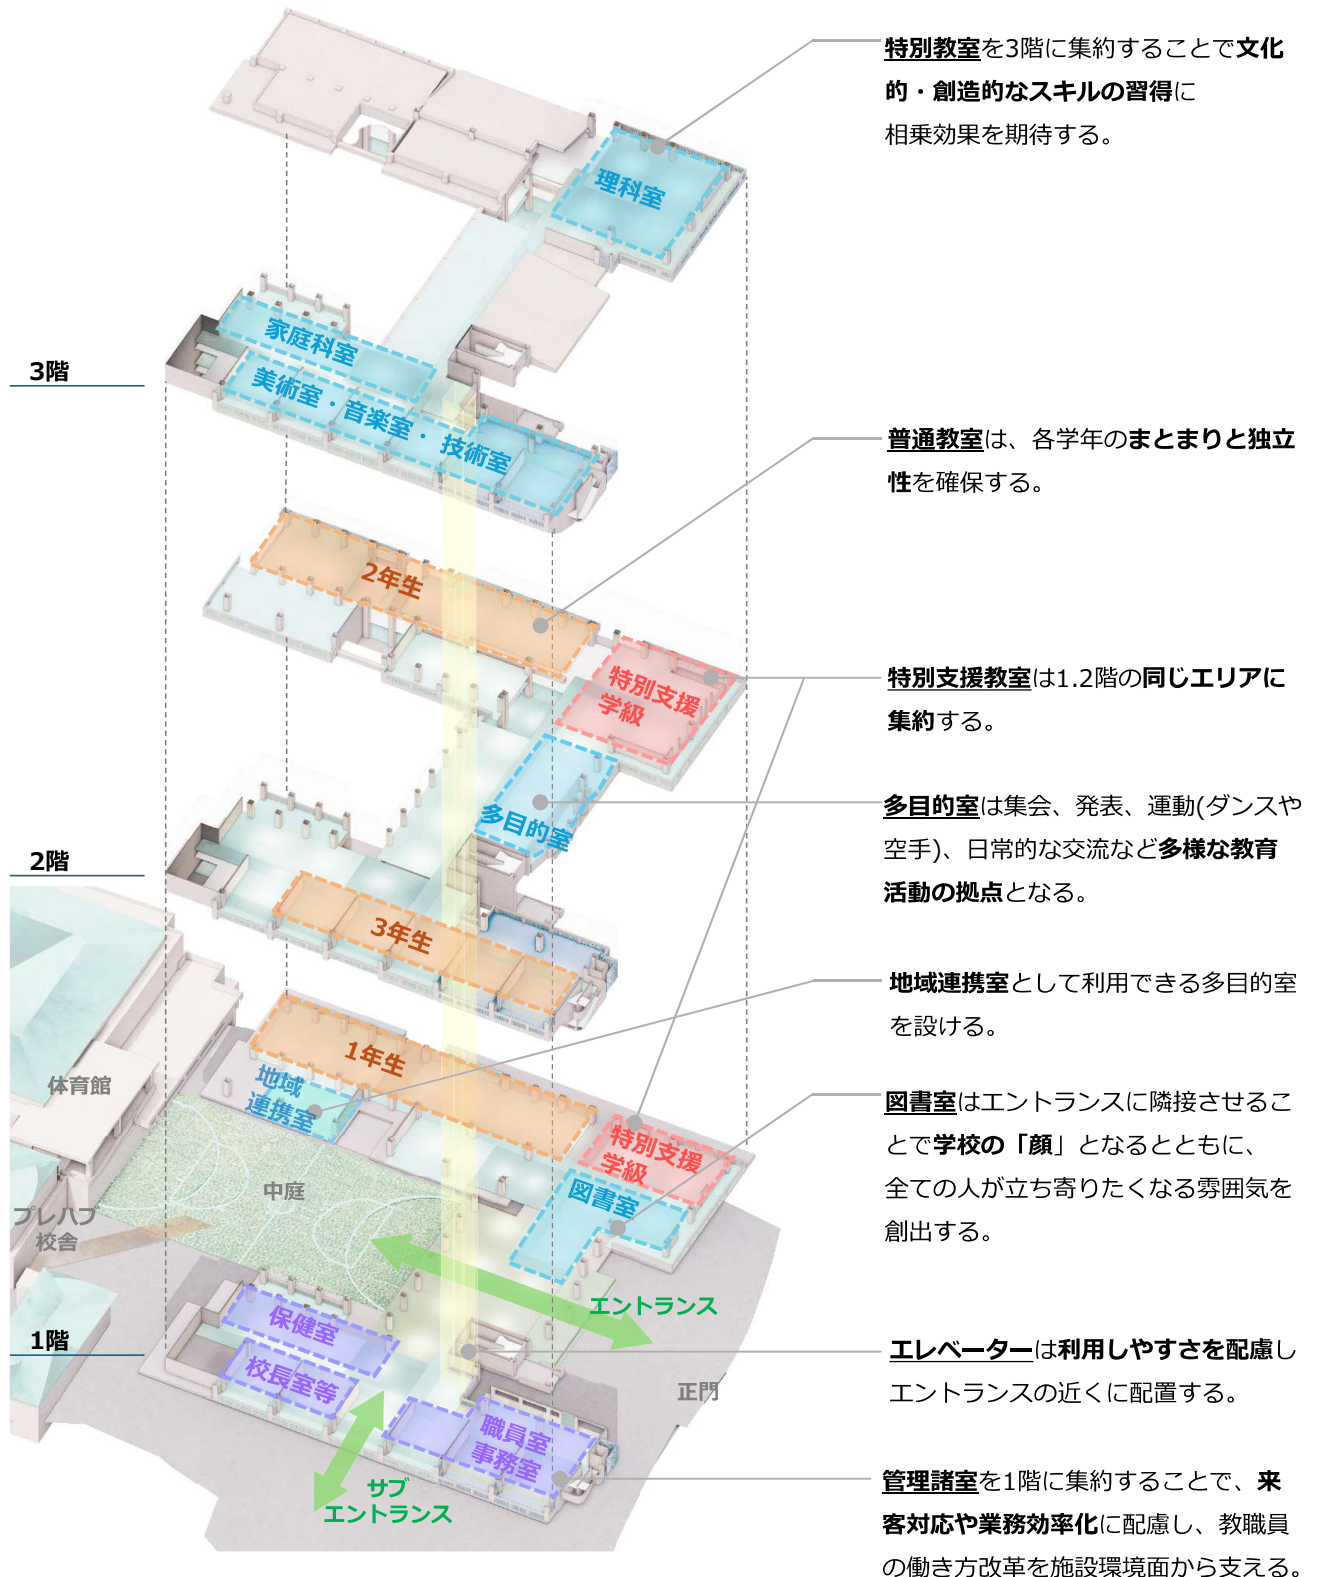 特別教室を3階に集約することで文化
的・創造的なスキルの習得に
相乗効果を期待する。
理科室
家庭科室
美術室・音楽室・技術室
3階
普通教室は、各学年のまとまりと独立
性を確保する。
2年生
特別支援
学級
特別支援教室は1.2階の同じエリアに
集約する。
多目的室
多目的室は集会、発表、運動(ダンスや
空手)、日常的な交流など多様な教育
活動の拠点となる。
2階
3年生
地域連携室として利用できる多目的室
を設ける。
1年生
地域
連携室
体育館
特別支援
学級
図書室
図書室はエントランスに隣接させるこ
とで学校の「顔」となるとともに、
全ての人が立ち寄りたくなる雰囲気を
創出する。
中庭
プレハブ
校舎
エントランス
保健室
1階
校長室等
エレベーターは利用しやすさを配慮し
エントランスの近くに配置する。
正門
職員室
事務室
サブ
エントランス
管理諸室を1階に集約することで、来
客対応や業務効率化に配慮し、教職員
の働き方改革を施設環境面から支える。